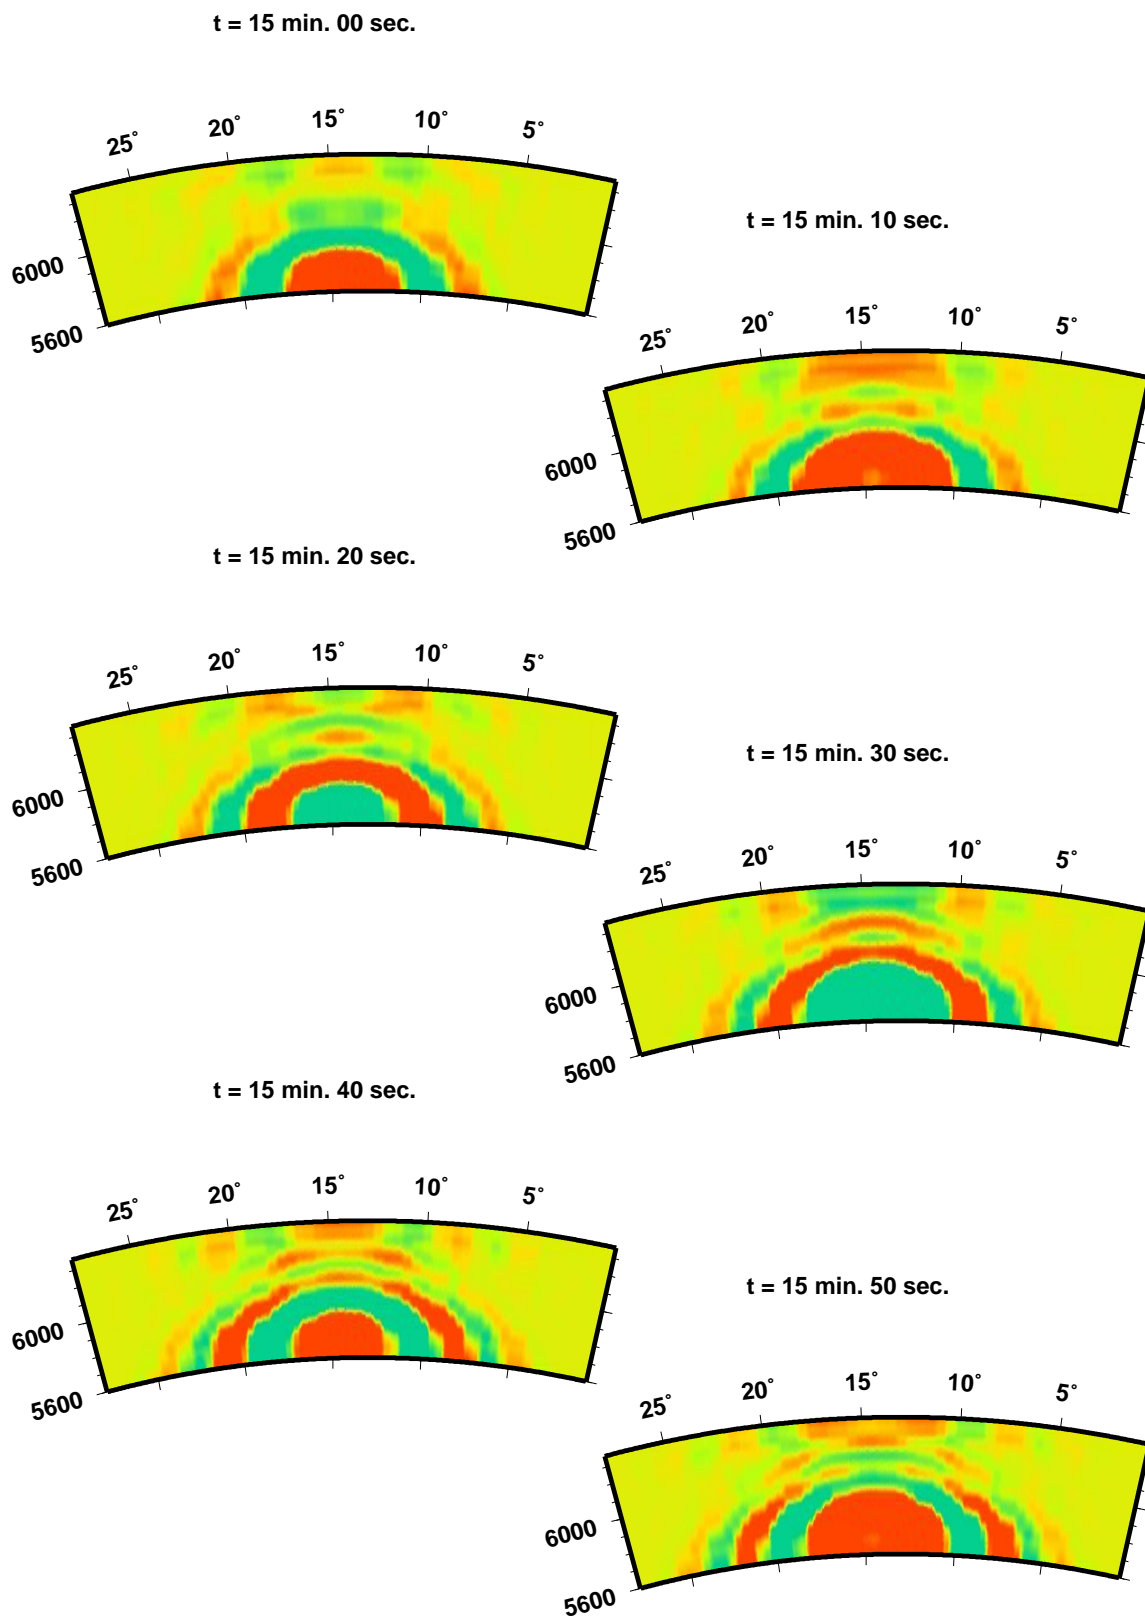 t = 15 min. 00 sec.
25° 20° 15° 10° 5°
6000
5600
t = 15 min. 10 sec.
25° 20° 15° 10° 5°
6000
5600
t = 15 min. 20 sec.
25° 20° 15° 10° 5°
6000
5600
t = 15 min. 30 sec.
25° 20° 15° 10° 5°
6000
5600
t = 15 min. 40 sec.
25° 20° 15° 10° 5°
6000
5600
t = 15 min. 50 sec.
25° 20° 15° 10° 5°
6000
5600